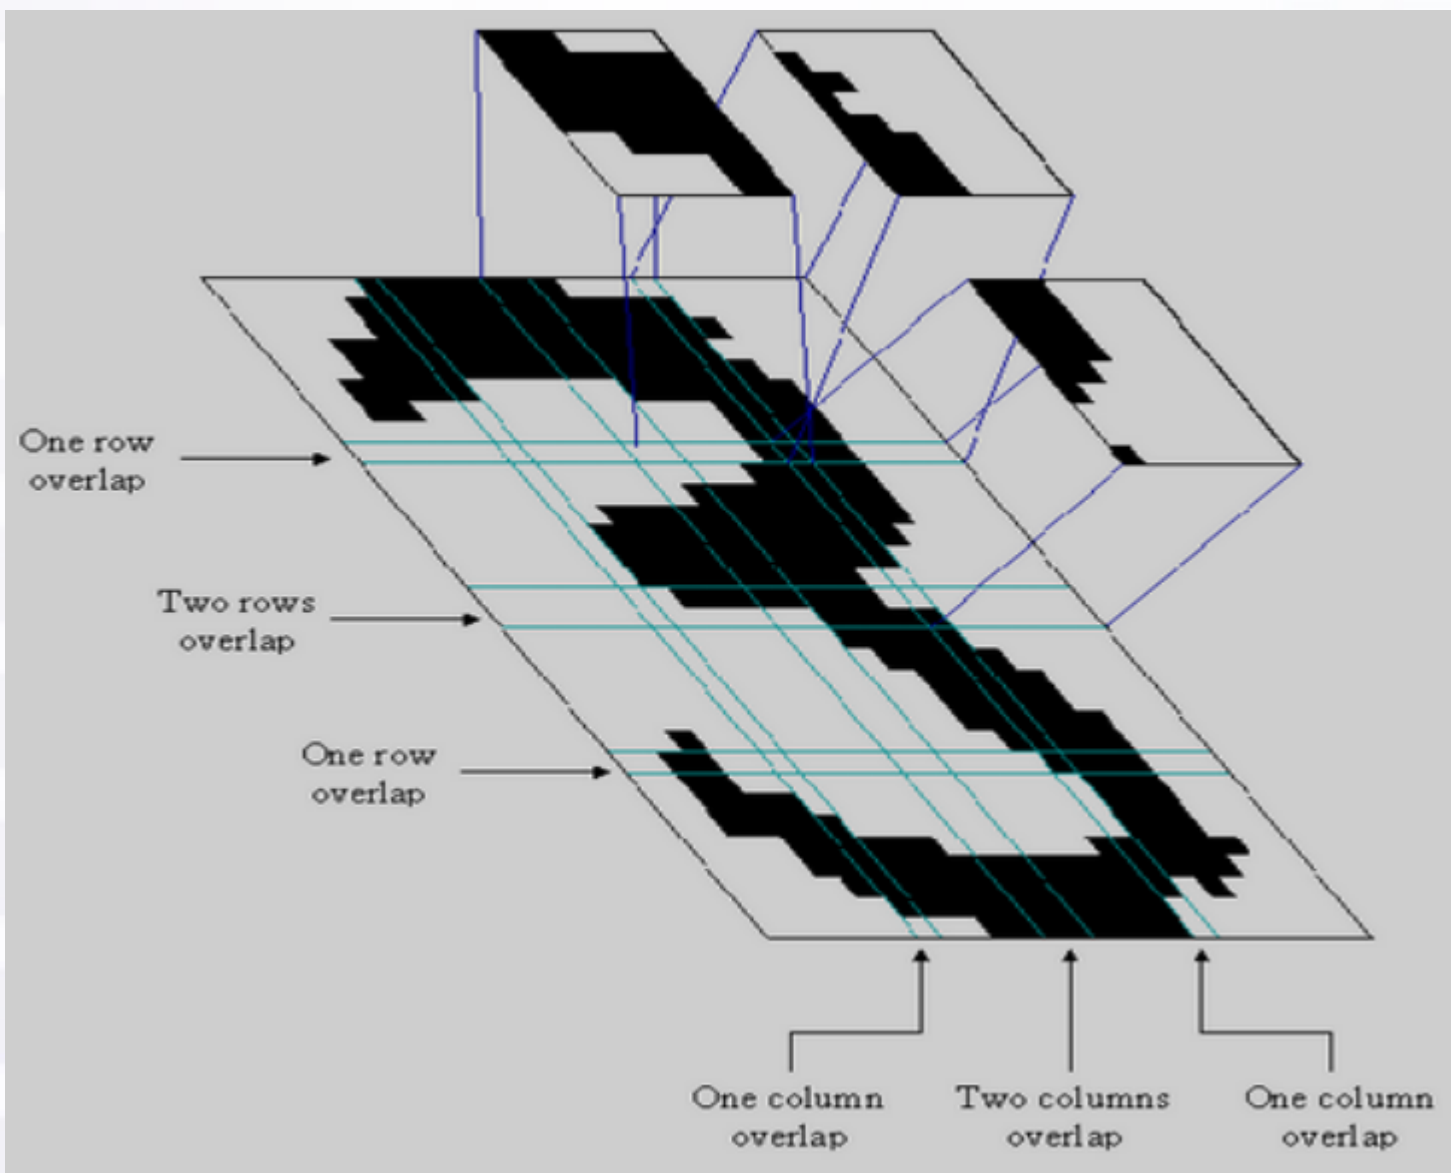 One row
overlap
Two rows
overlap
One row
overlap
One column
overlap
Two columns
overlap
One column
overlap